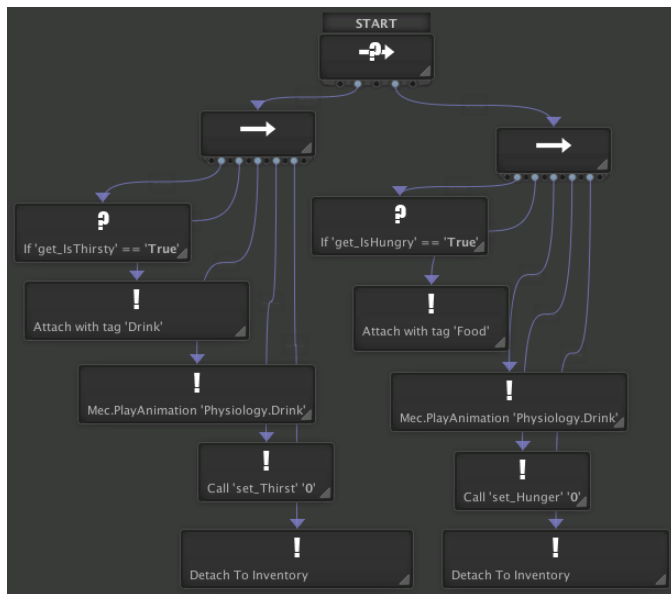 START
If 'get_IsThirsty' == 'True'
If 'get_IsHungry' == 'True'
Attach with tag 'Drink'
Attach with tag 'Food'
Mec.PlayAnimation 'Physiology.Drink'
Mec.PlayAnimation 'Physiology.Drink'
Call 'set_Thirst' '0'
Call 'set_Hunger' '0'
Detach To Inventory
Detach To Inventory